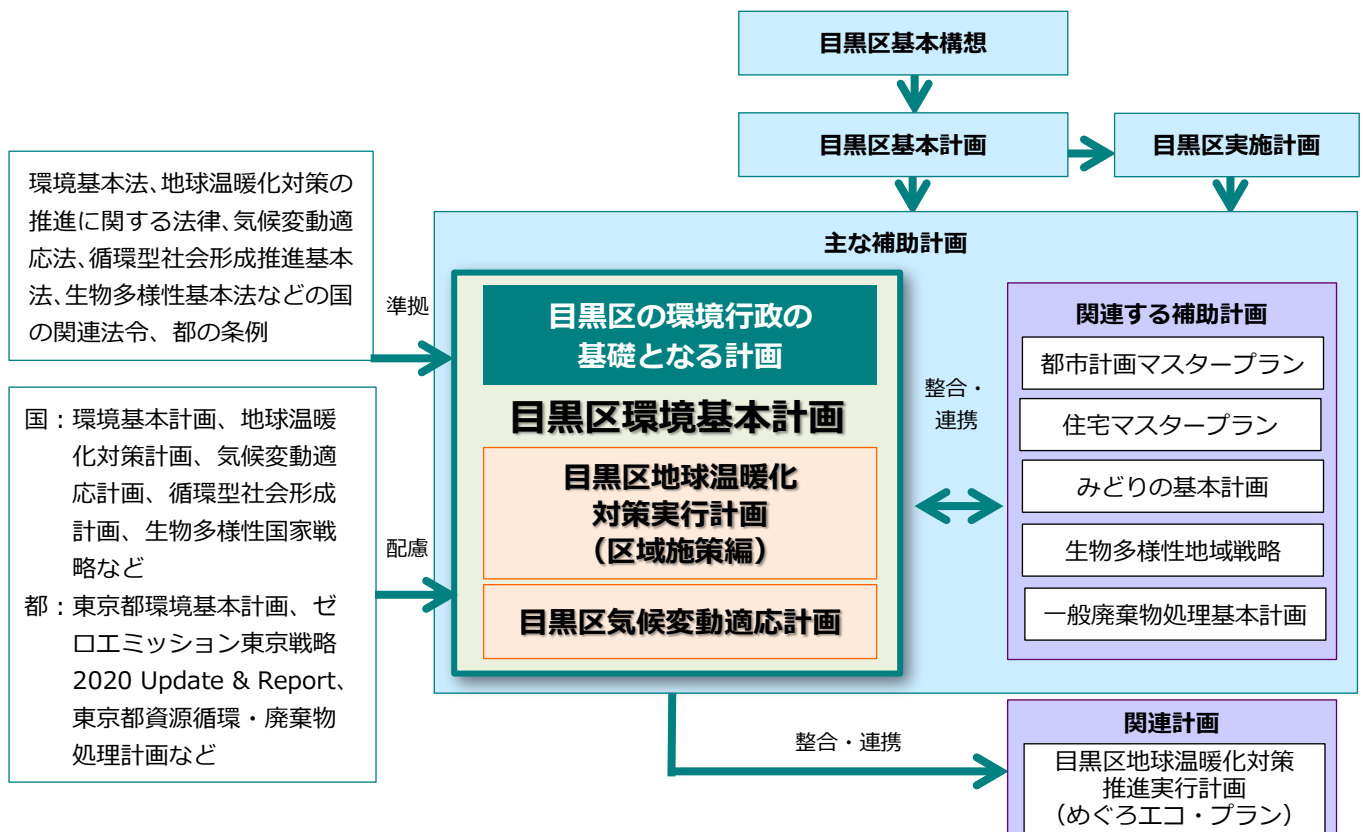 目黒区基本構想
目黒区基本計画
目黒区実施計画
環境基本法、地球温暖化対策の
推進に関する法律、気候変動適
応法、循環型社会形成推進基本
法、生物多様性基本法などの国
の関連法令、都の条例
準拠
国：環境基本計画、地球温暖
化対策計画、気候変動適
応計画、循環型社会形成
計画、生物多様性国家戦
略など
都：東京都環境基本計画、ゼ
ロエミッション東京戦略
2020 Update & Report、
東京都資源循環・廃棄物
処理計画など
配慮
主な補助計画
目黒区の環境行政の
基礎となる計画
目黒区環境基本計画
目黒区地球温暖化
対策実行計画
（区域施策編）
目黒区気候変動適応計画
整合・
連携
関連する補助計画
都市計画マスタープラン
住宅マスタープラン
みどりの基本計画
生物多様性地域戦略
一般廃棄物処理基本計画
整合・連携
関連計画
目黒区地球温暖化対策
推進実行計画
（めぐろエコ・プラン）